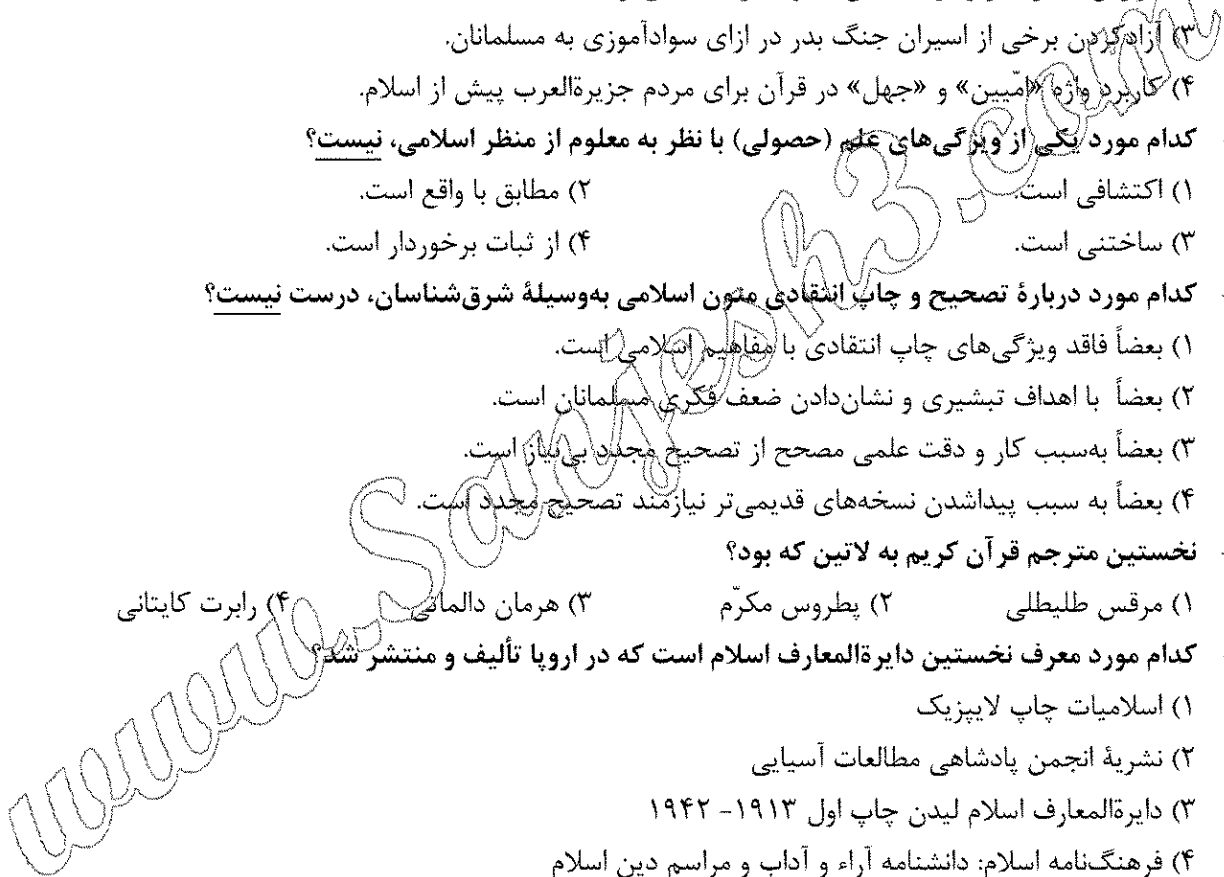 ۳) آزادکردن برخی از اسیران جنگ بدر در ازای سوادآموزی به مسلمانان.
۴) کاربرد واژه «امّیین» و «جهل» در قرآن برای مردم جزیرةالعرب پیش از اسلام.
کدام مورد یکی از ویژگی‌های علم (حصولی) با نظر به معلوم از منظر اسلامی، نیست؟
۱) اکتشافی است. ۲) مطابق با واقع است.
۳) ساختنی است. ۴) از ثبات برخوردار است.
کدام مورد دربارهٔ تصحیح و چاپ انتقادی متون اسلامی به‌وسیلهٔ شرق‌شناسان، درست نیست؟
۱) بعضاً فاقد ویژگی‌های چاپ انتقادی با مفاهیم اسلامی است.
۲) بعضاً با اهداف تبشیری و نشان‌دادن ضعف فکری مسلمانان است.
۳) بعضاً به‌سبب کار و دقت علمی مصحح از تصحیح مجدد بی‌نیاز است.
۴) بعضاً به سبب پیداشدن نسخه‌های قدیمی‌تر نیازمند تصحیح مجدد است.
نخستین مترجم قرآن کریم به لاتین که بود؟
۱) مرقس طلیطلی ۲) پطروس مکرّم ۳) هرمان دالماتی ۴) رابرت کایتانی
کدام مورد معرف نخستین دایرةالمعارف اسلام است که در اروپا تألیف و منتشر شد؟
۱) اسلامیات چاپ لایپزیک
۲) نشریهٔ انجمن پادشاهی مطالعات آسیایی
۳) دایرةالمعارف اسلام لیدن چاپ اول ۱۹۱۳- ۱۹۴۲
۴) فرهنگ‌نامه اسلام: دانشنامه آراء و آداب و مراسم دین اسلام
www.Sanjesh3.com